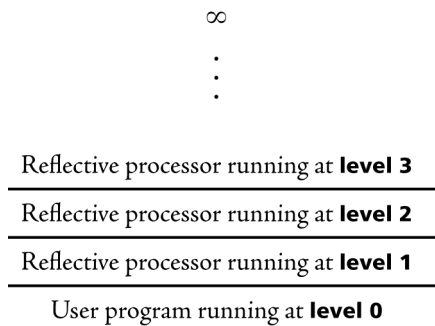 ∞
.
.
.
Reflective processor running at level 3
Reflective processor running at level 2
Reflective processor running at level 1
User program running at level 0